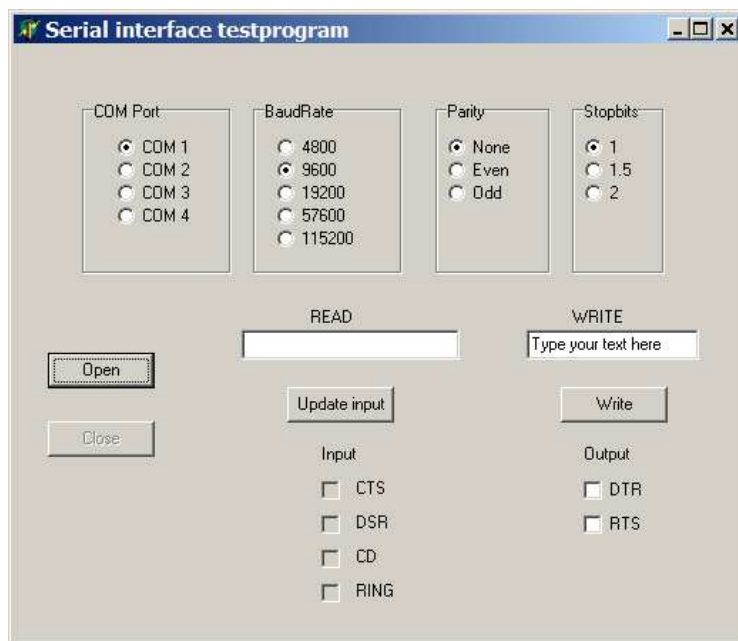 Serial interface testprogram
COM Port
COM 1
COM 2
COM 3
COM 4
BaudRate
4800
9600
19200
57600
115200
Parity
None
Even
Odd
Stopbits
1
1.5
2
READ
WRITE
Type your text here
Open
Close
Update input
Write
Input
CTS
DSR
CD
RING
Output
DTR
RTS